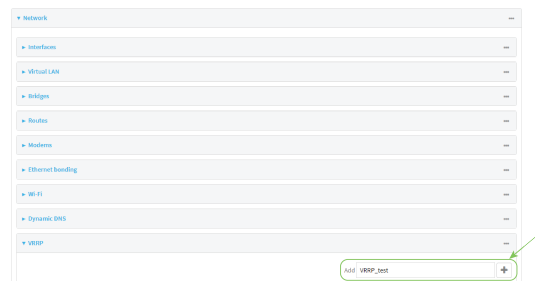 Network
Interfaces
Virtual LAN
Bridges
Routes
Modems
Ethernet bonding
Wi-Fi
Dynamic DNS
VRRP
Add VRRP_test